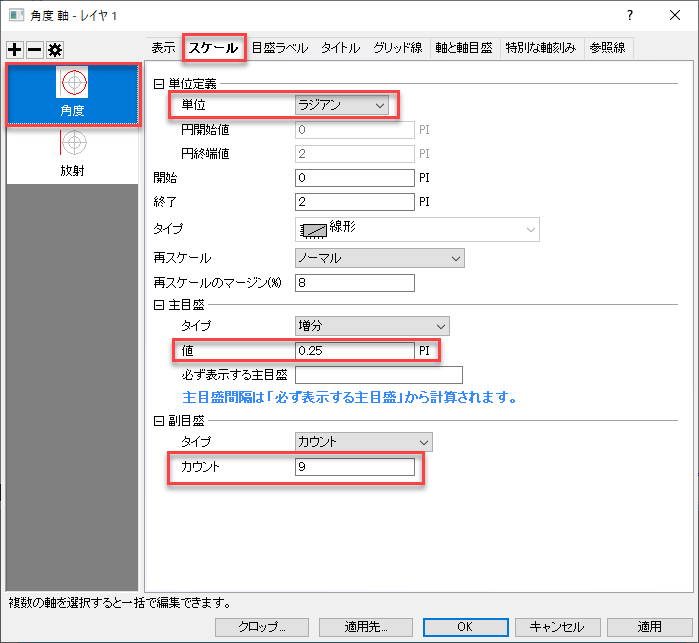 角度 軸 - レイヤ 1
表示 スケール 目盛ラベル タイトル グリッド線 軸と軸目盛 特別な軸刻み 参照線
角度
放射
単位定義
単位 ラジアン
円開始値 0 PI
円終端値 2 PI
開始 0 PI
終了 2 PI
タイプ 線形
再スケール ノーマル
再スケールのマージン(%) 8
主目盛
タイプ 増分
値 0.25 PI
必ず表示する主目盛
主目盛間隔は「必ず表示する主目盛」から計算されます。
副目盛
タイプ カウント
カウント 9
複数の軸を選択すると一括で編集できます。
クロップ... 適用先... OK キャンセル 適用